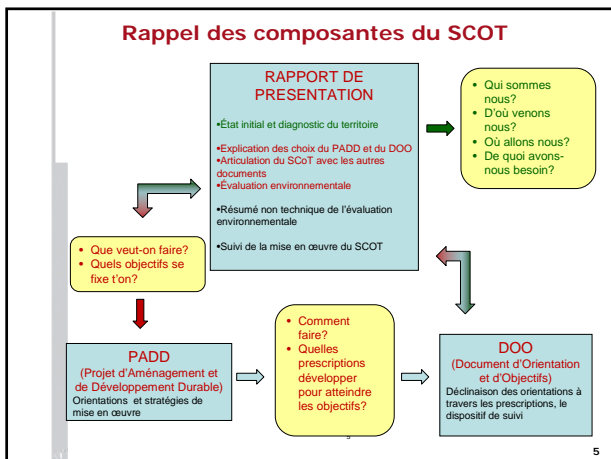 Rappel des composantes du SCOT
RAPPORT DE
PRESENTATION
•État initial et diagnostic du territoire
•Explication des choix du PADD et du DOO
•Articulation du SCoT avec les autres
documents
•Évaluation environnementale
•Résumé non technique de l'évaluation
environnementale
•Suivi de la mise en œuvre du SCOT
• Qui sommes
nous?
• D'où venons
nous?
• Où allons nous?
• De quoi avons-
nous besoin?
• Que veut-on faire?
• Quels objectifs se
fixe t'on?
PADD
(Projet d'Aménagement et
de Développement Durable)
Orientations et stratégies de
mise en œuvre
• Comment
faire?
• Quelles
prescriptions
développer
pour atteindre
les objectifs?
DOO
(Document d'Orientation
et d'Objectifs)
Déclinaison des orientations à
travers les prescriptions, le
dispositif de suivi
5